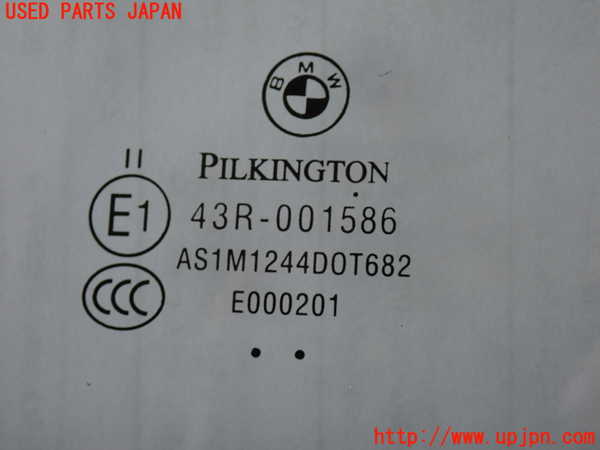 USED PARTS JAPAN
BMW
II
PILKINGTON
E1
43R-001586
AS1M1244DOT682
CCC
E000201
http://www.upjpn.com/